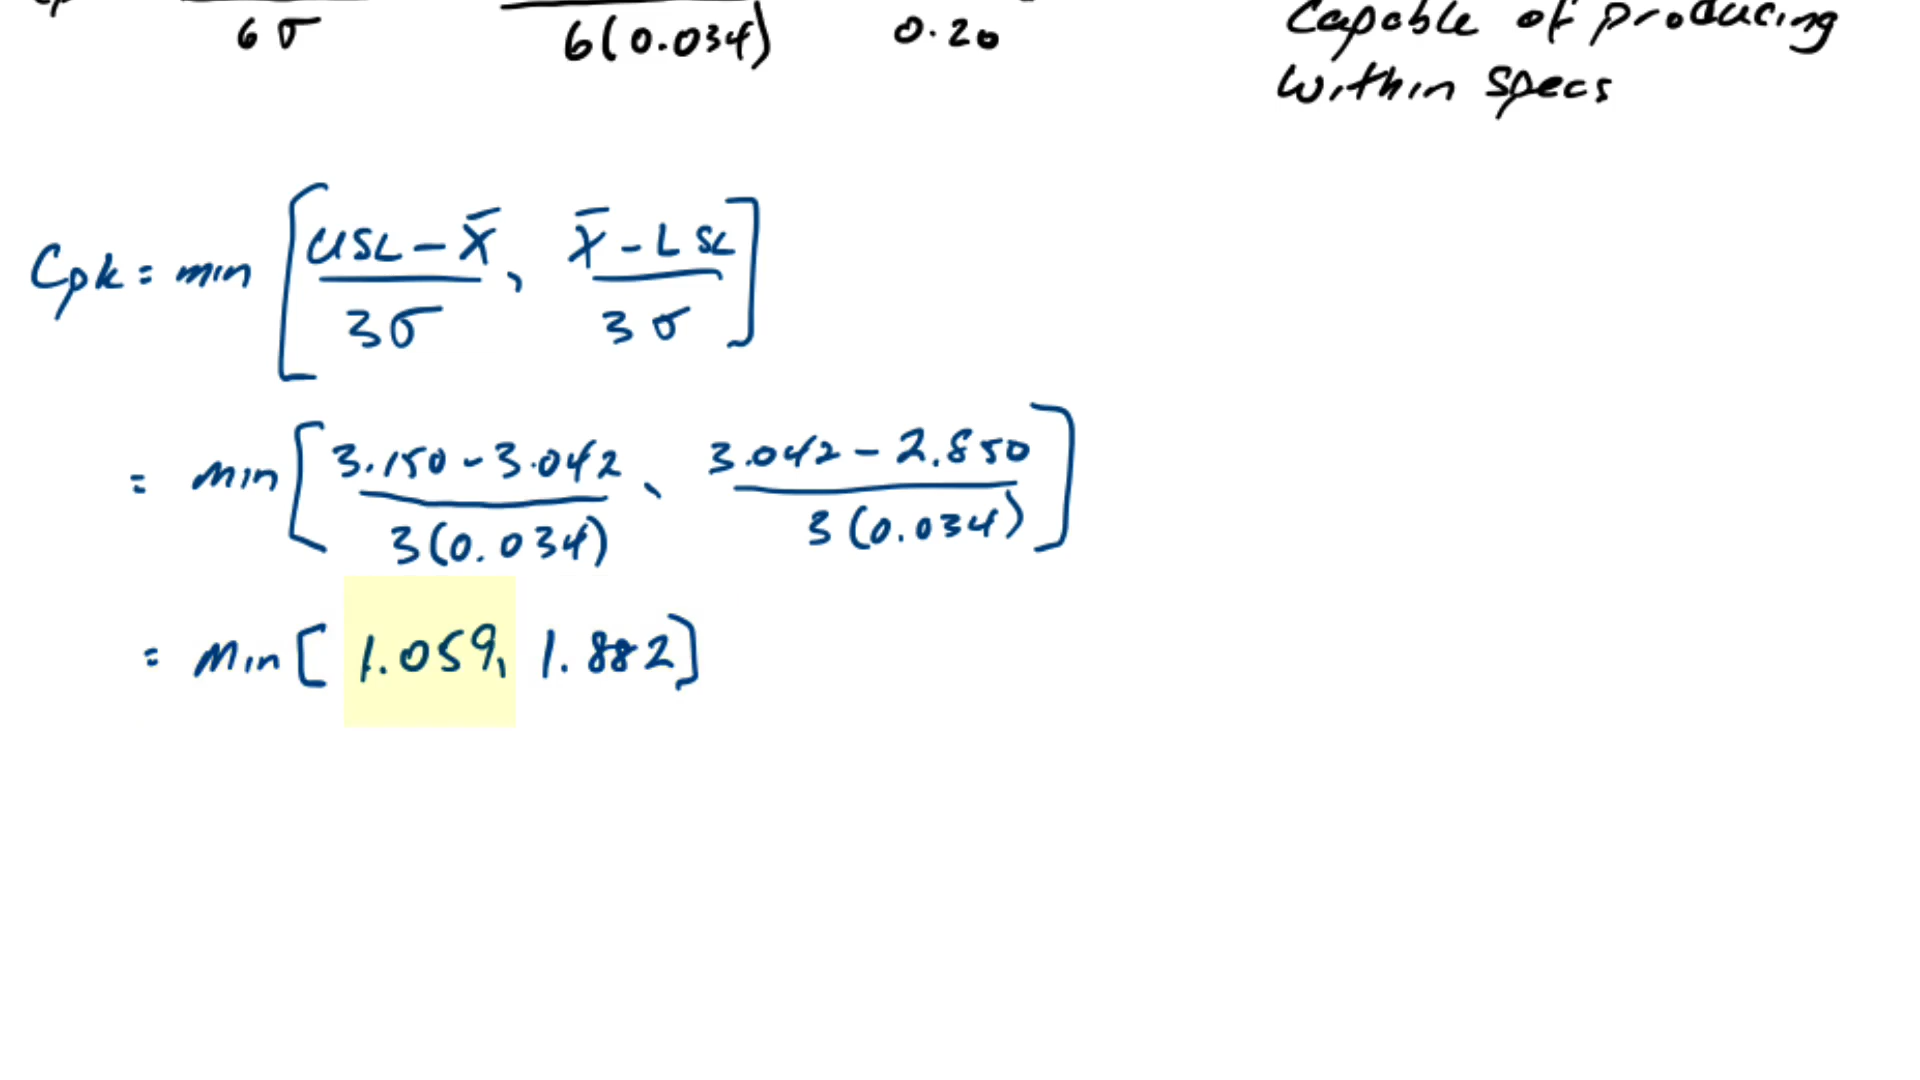 6σ 6(0.034) 0.20
Capable of producing
within specs
Cpk = min [ USL - X̄ / 3σ , X̄ - LSL / 3σ ]
= min [ 3.150 - 3.042 / 3(0.034) , 3.042 - 2.850 / 3(0.034) ]
= min [ 1.059, 1.882 ]